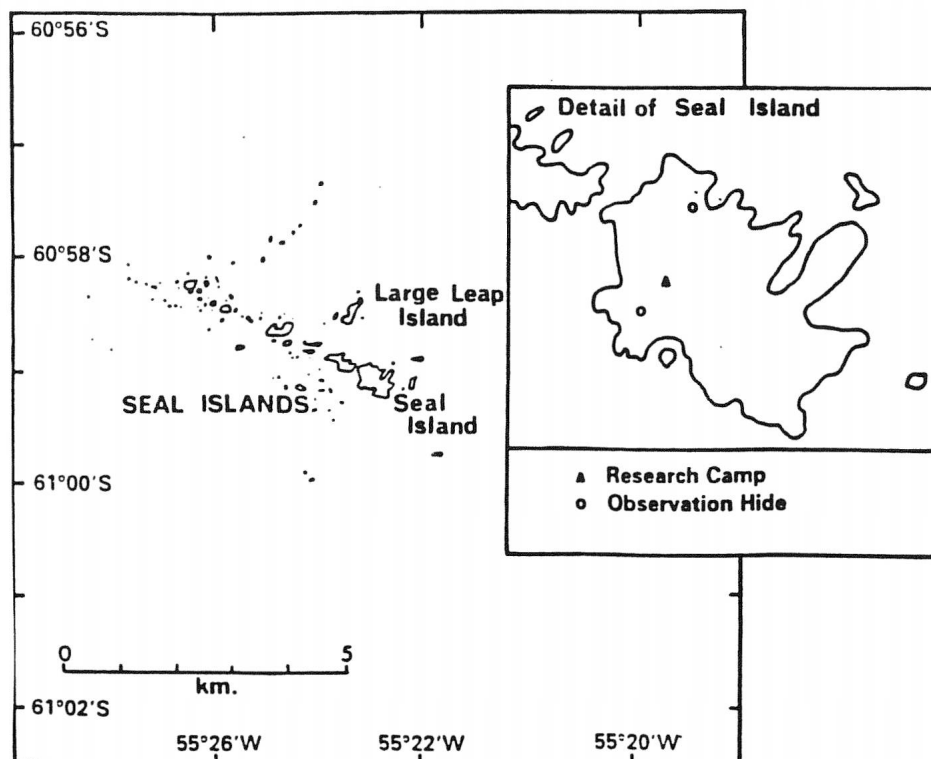 60°56'S
Detail of Seal Island
60°58'S
Large Leap
Island
SEAL ISLANDS
Seal
Island
61°00'S
▲ Research Camp
○ Observation Hide
0 5
km.
61°02'S
55°26'W 55°22'W 55°20'W